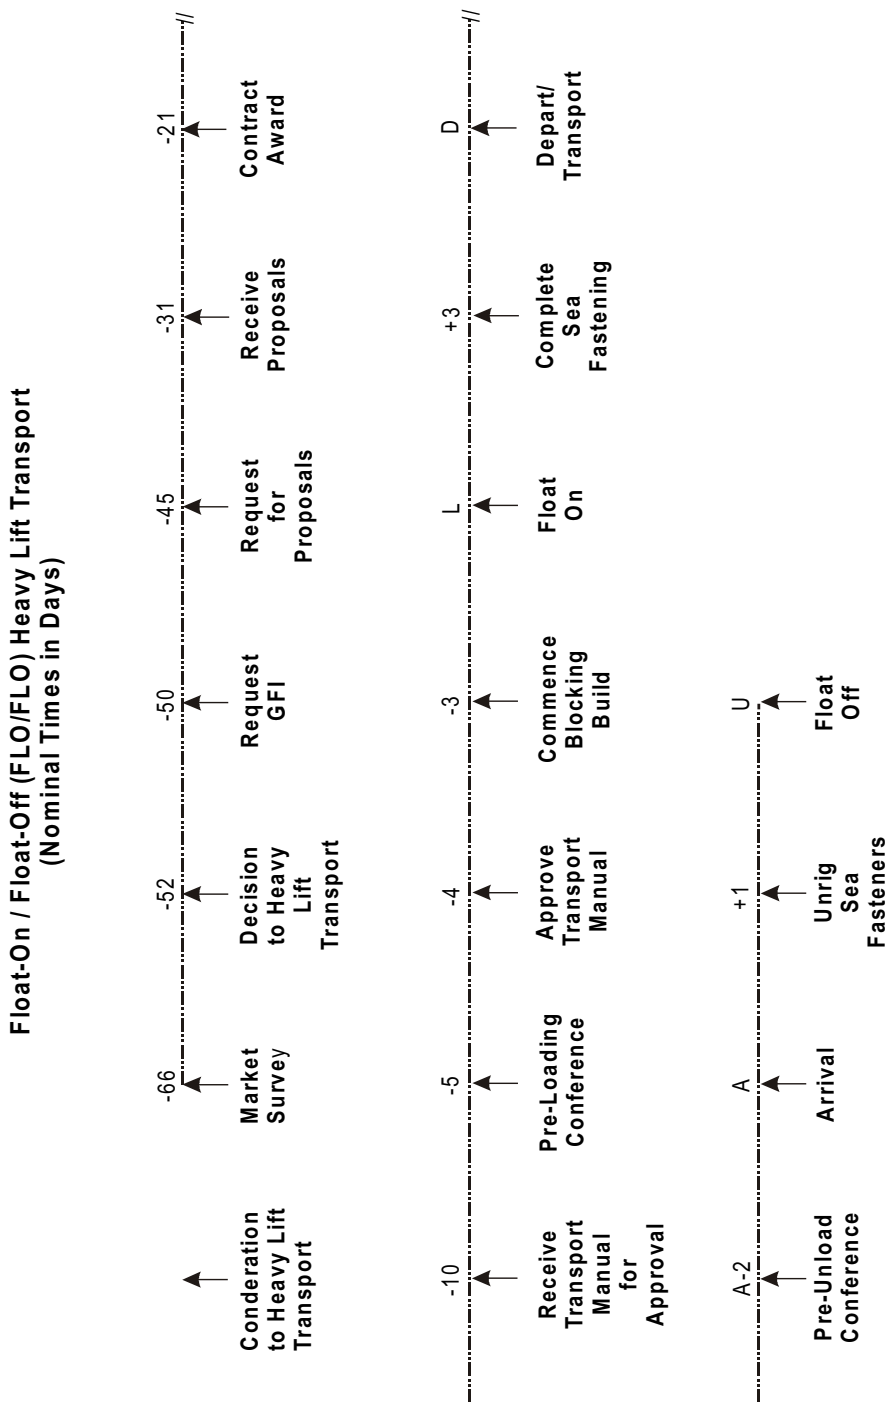 Float-On / Float-Off (FLO/FLO) Heavy Lift Transport
(Nominal Times in Days)
-66
-52
-50
-45
-31
-21
//
Conderation
to Heavy Lift
Transport
Market
Survey
Decision
to Heavy
Lift
Transport
Request
GFI
Request
for
Proposals
Receive
Proposals
Contract
Award
-10
-5
-4
-3
L
+3
D
//
Receive
Transport
Manual
for
Approval
Pre-Loading
Conference
Approve
Transport
Manual
Commence
Blocking
Build
Float
On
Complete
Sea
Fastening
Depart/
Transport
A-2
A
+1
U
Pre-Unload
Conference
Arrival
Unrig
Sea
Fasteners
Float
Off